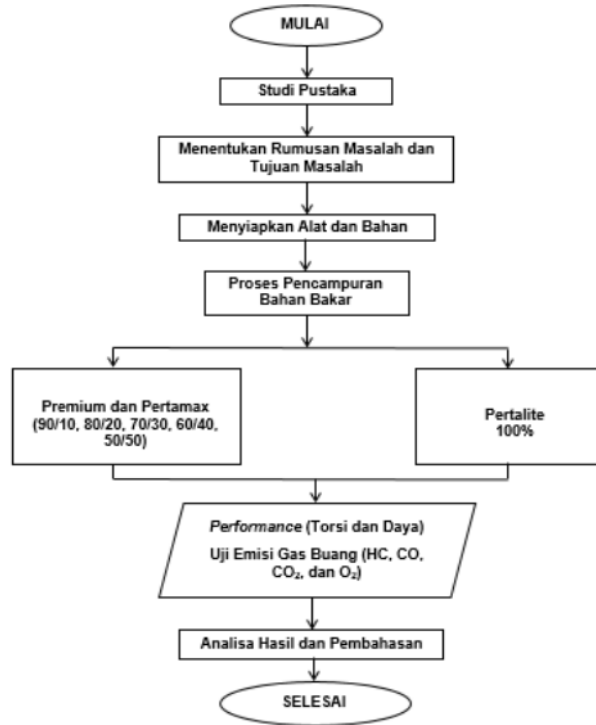 MULAI
Studi Pustaka
Menentukan Rumusan Masalah dan
Tujuan Masalah
Menyiapkan Alat dan Bahan
Proses Pencampuran
Bahan Bakar
Premium dan Pertamax
(90/10, 80/20, 70/30, 60/40,
50/50)
Pertalite
100%
Performance (Torsi dan Daya)
Uji Emisi Gas Buang (HC, CO,
CO₂, dan O₂)
Analisa Hasil dan Pembahasan
SELESAI